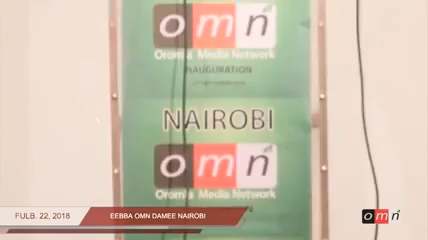 omn
Oromia Media Network
INAUGURATION
NAIROBI
omn
Oromia Media Network
FULB. 22, 2018
EEBBA OMN DAMEE NAIROBI
omn